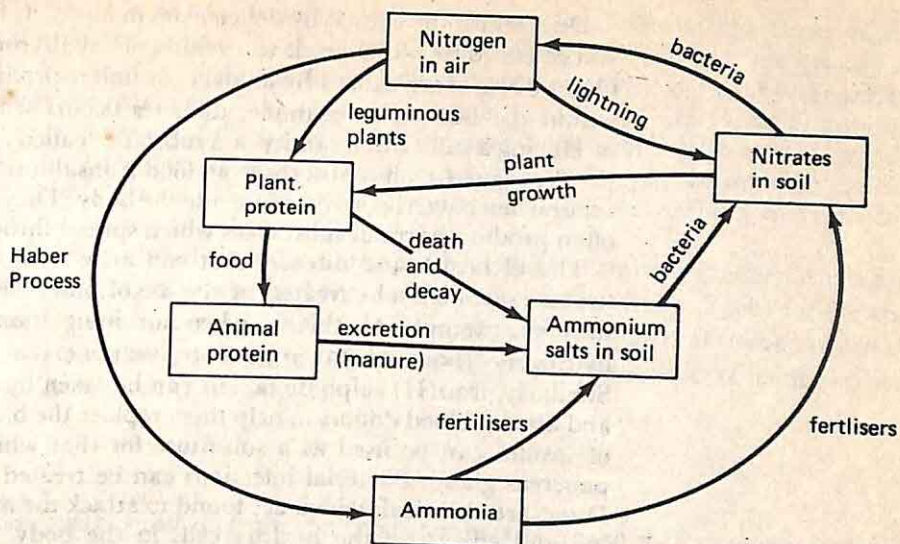 Nitrogen
in air
bacteria
lightning
leguminous
plants
Nitrates
in soil
plant
growth
Plant.
protein
Haber
Process
food
death
and
decay
bacteria
Animal
protein
excretion
(manure)
Ammonium
salts in soil
fertilisers
fertlisers
Ammonia